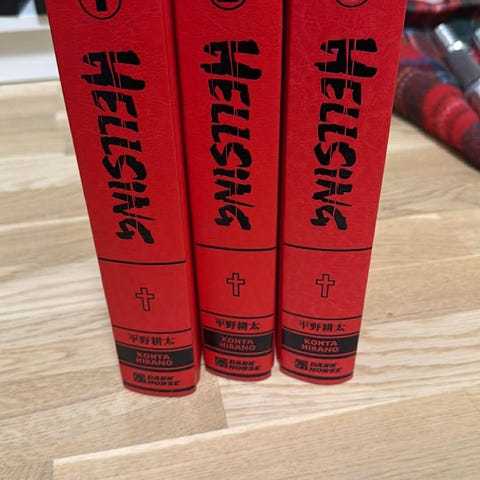 HELLSING
平野耕太
KOHTA
HIRANO
DARK
HORSE
HELLSING
平野耕太
KOHTA
HIRANO
DARK
HORSE
HELLSING
平野耕太
KOHTA
HIRANO
DARK
HORSE